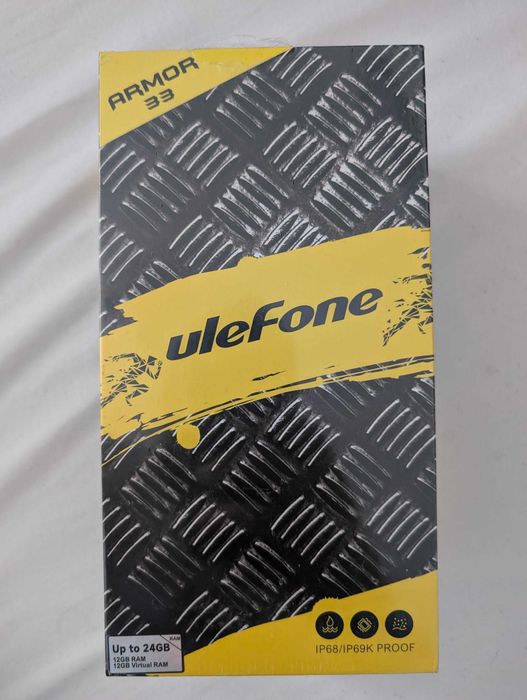 ARMOR
33
uleFone
RAM
Up to 24GB
12GB RAM
12GB Virtual RAM
IP68/IP69K PROOF